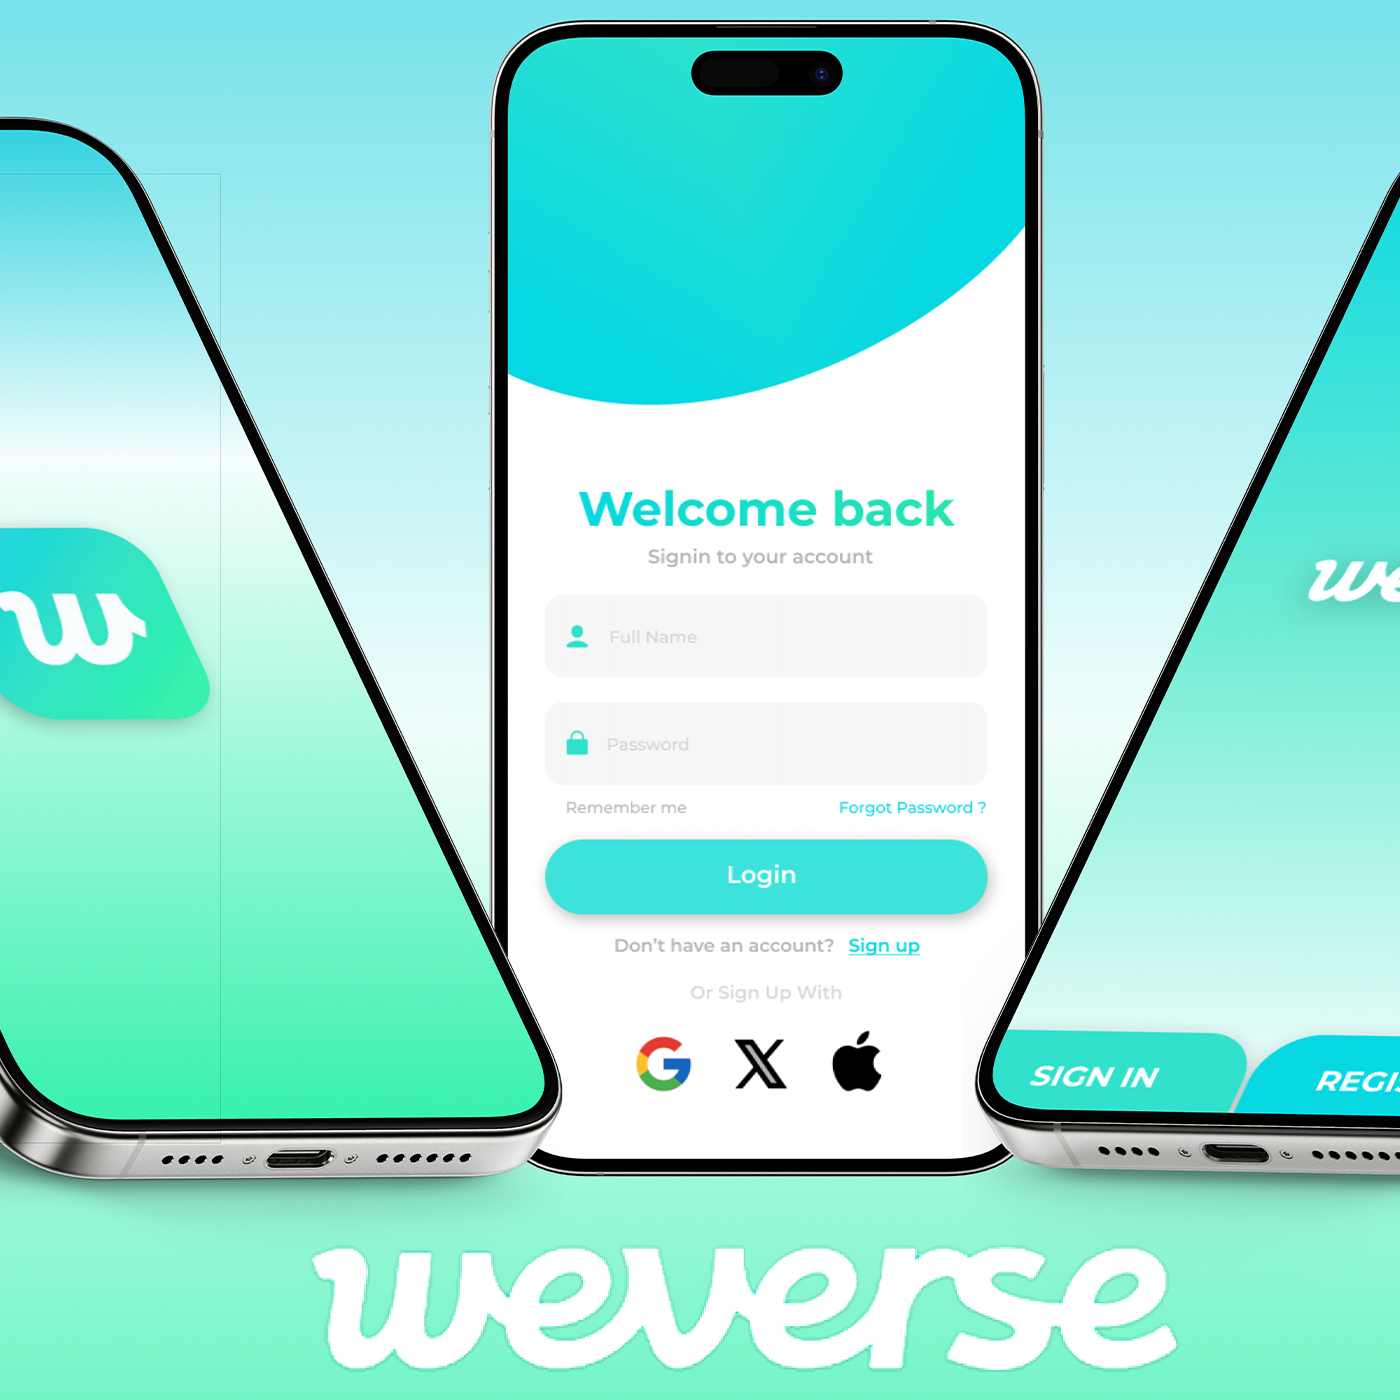 w
Welcome back
Signin to your account
Full Name
Password
Remember me
Forgot Password ?
Login
Don't have an account? Sign up
Or Sign Up With
G
X
we
SIGN IN
REGIS
weverse